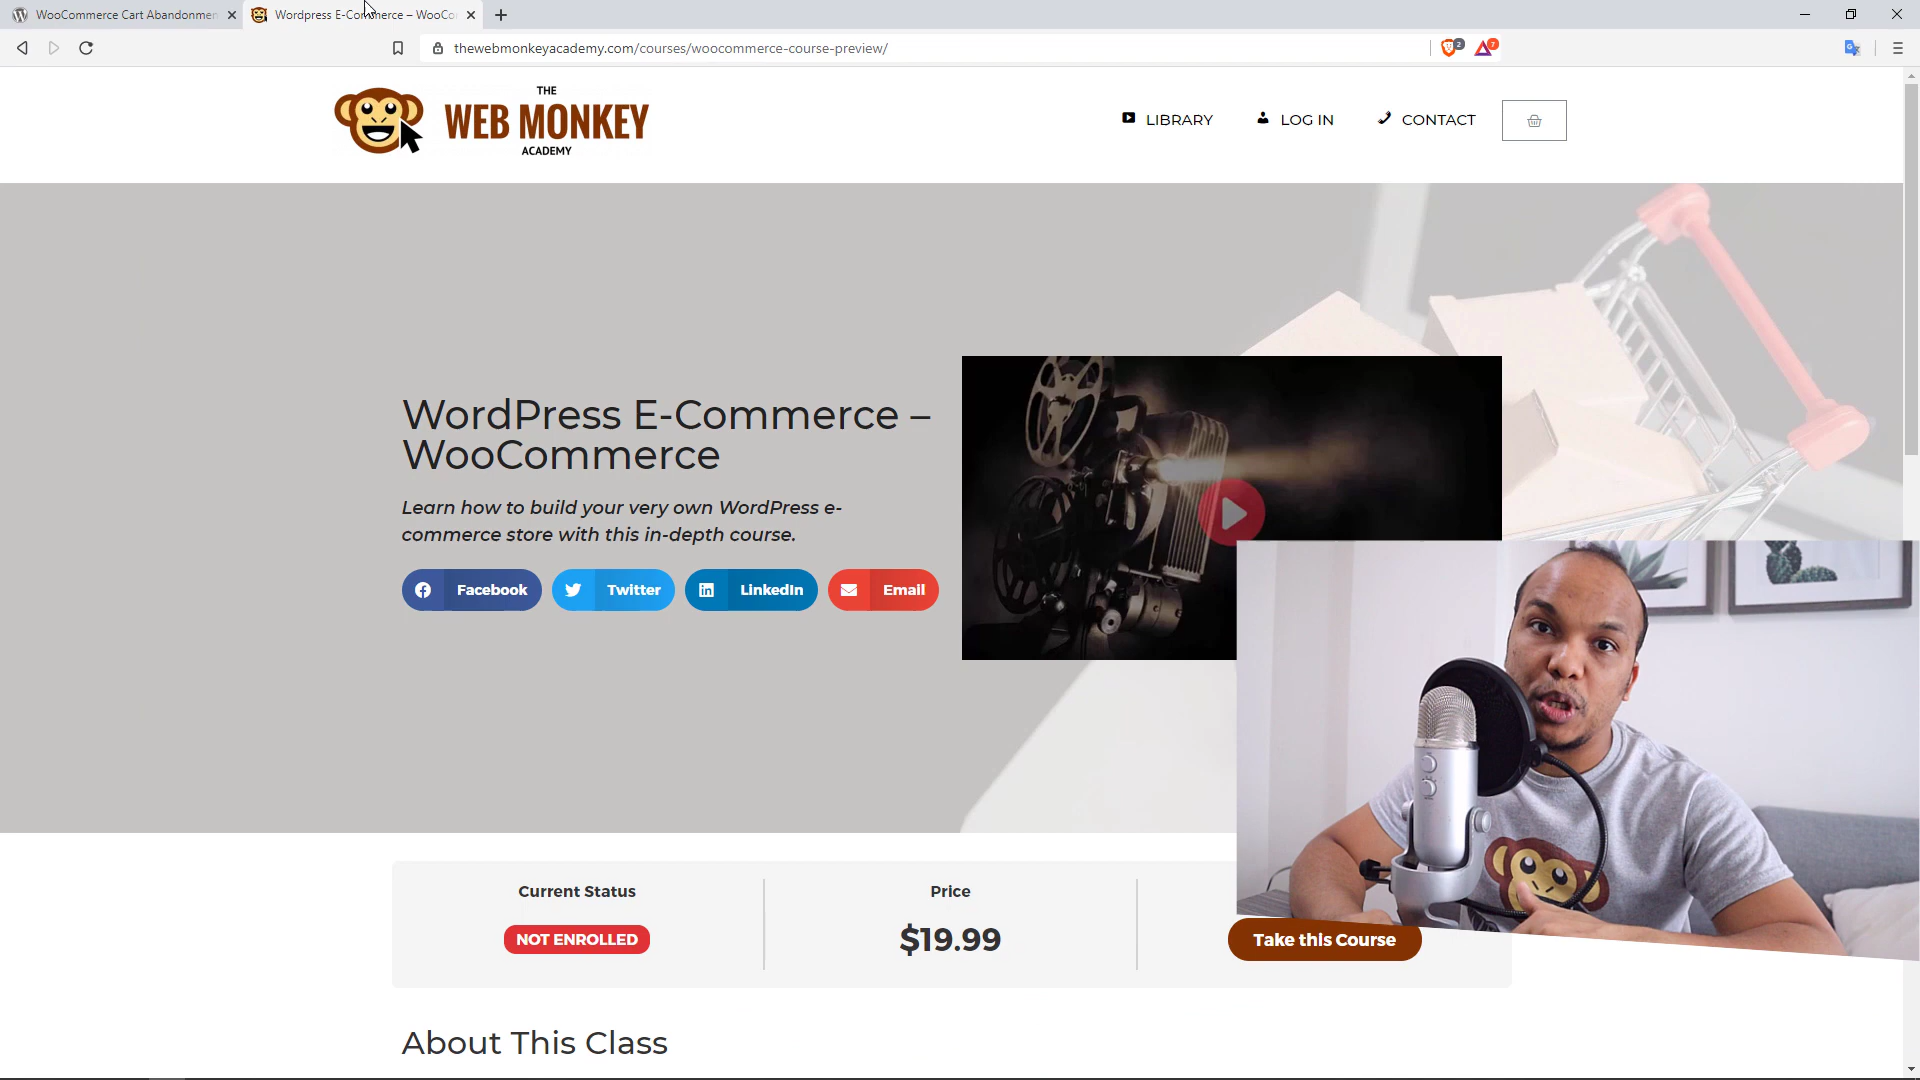 WooCommerce Cart Abandonmen
Wordpress E-Commerce – WooCo
thewebmonkeyacademy.com/courses/woocommerce-course-preview/
2
7
THE
WEB MONKEY
ACADEMY
LIBRARY
LOG IN
CONTACT
WordPress E-Commerce –
WooCommerce
Learn how to build your very own WordPress e-
commerce store with this in-depth course.
Facebook
Twitter
LinkedIn
Email
Current Status
NOT ENROLLED
Price
$19.99
Take this Course
About This Class